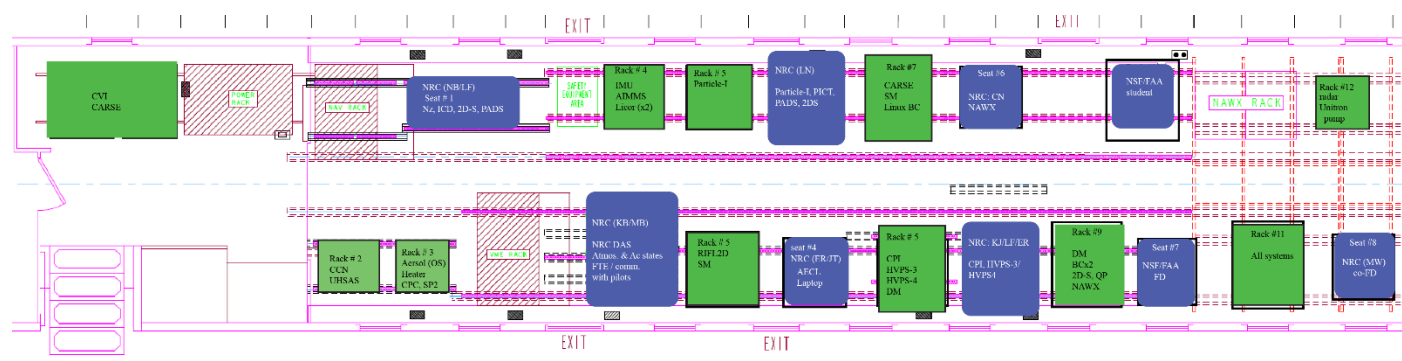 EXIT
EXIT
CVI
CARSE
POWER
RACK
NAV RACK
NRC (NB/LF)
Seat # 1
Nz, ICD, 2D-S, PADS
SAFETY
EQUIPMENT
AREA
Rack # 4
IMU
AIMMS
Licor (x2)
Rack # 5
Particle-I
NRC (LN)
Particle-I, PICT,
PADS, 2DS
Rack #7
CARSE
SM
Linux BC
Seat #6
NRC: CN
NAWX
NSF/FAA
student
NAWX RACK
Rack #12
radar
Unitron
pump
Rack # 2
CCN
UHSAS
Rack # 3
Aersol (OS)
Heater
CPC, SP2
VME RACK
NRC (KB/MB)
NRC DAS
Atmos. & Ac states
FTE / comm.
with pilots
Rack # 5
RIFL2D
SM
seat #4
NRC (ER/JT)
AECL
Laptop
Rack # 5
CPI
HVPS-3
HVPS-4
DM
NRC: KJ/LF/ER
CPI, HVPS-3/
HVPS4
Rack #9
DM
BCx2
2D-S, QP
NAWX
Seat #7
NSF/FAA
FD
Rack #11
All systems
Seat #8
NRC (MW)
co-FD
EXIT
EXIT